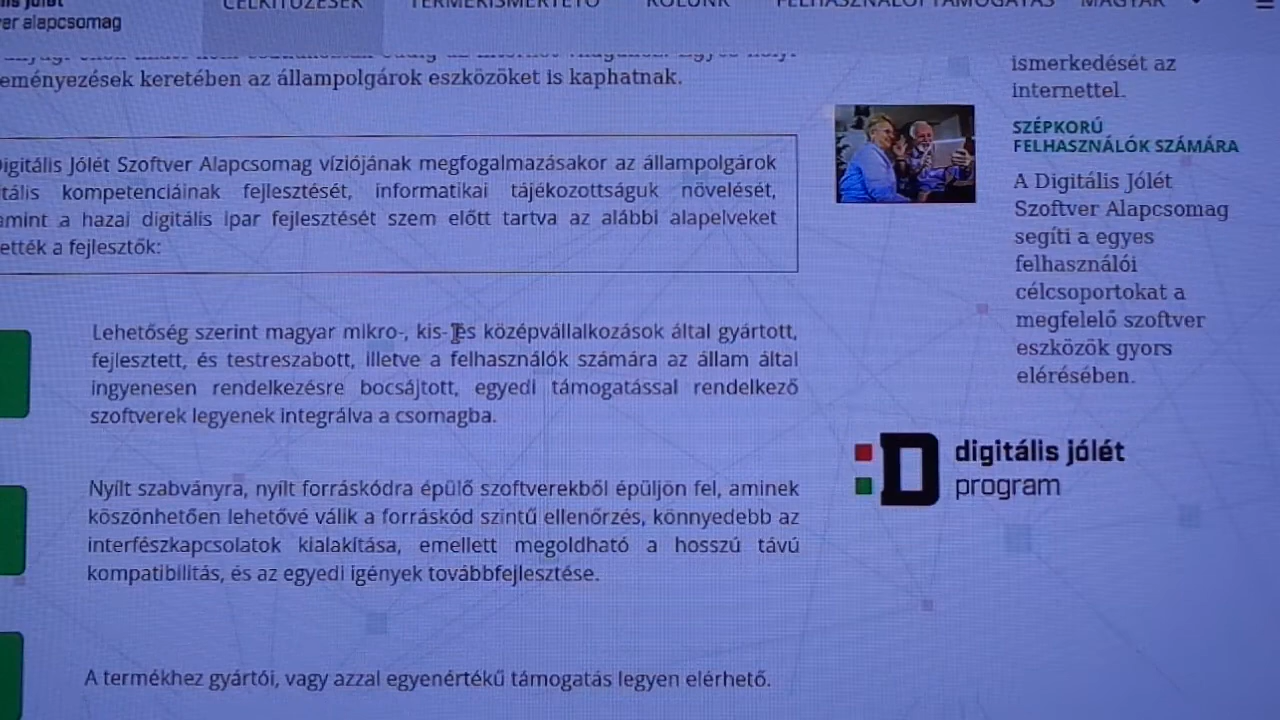 ver alapcsomag
CÉLKITŰZÉSEK TERMÉKISMERTETŐ RÓLUNK FELHASZNÁLÓI TÁMOGATÁS MAGYAR
eményezések keretében az állampolgárok eszközöket is kaphatnak.
Digitális Jólét Szoftver Alapcsomag víziójának megfogalmazásakor az állampolgárok
itális kompetenciáinak fejlesztését, informatikai tájékozottságuk növelését,
amint a hazai digitális ipar fejlesztését szem előtt tartva az alábbi alapelveket
ették a fejlesztők:
Lehetőség szerint magyar mikro-, kis- és középvállalkozások által gyártott,
fejlesztett, és testreszabott, illetve a felhasználók számára az állam által
ingyenesen rendelkezésre bocsájtott, egyedi támogatással rendelkező
szoftverek legyenek integrálva a csomagba.
Nyílt szabványra, nyílt forráskódra épülő szoftverekből épüljön fel, aminek
köszönhetően lehetővé válik a forráskód szintű ellenőrzés, könnyedebb az
interfészkapcsolatok kialakítása, emellett megoldható a hosszú távú
kompatibilitás, és az egyedi igények továbbfejlesztése.
A termékhez gyártói, vagy azzal egyenértékű támogatás legyen elérhető.
ismerkedését az
internettel.
SZÉPKORÚ
FELHASZNÁLÓK SZÁMÁRA
A Digitális Jólét
Szoftver Alapcsomag
segíti a egyes
felhasználói
célcsoportokat a
megfelelő szoftver
eszközök gyors
elérésében.
digitális jólét
program